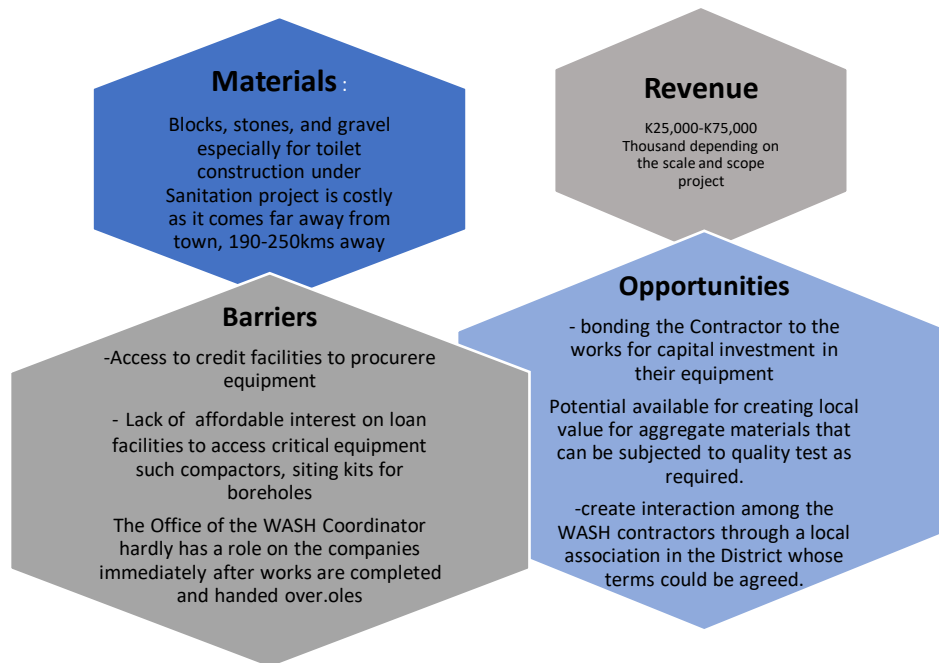 Materials :
Blocks, stones, and gravel
especially for toilet
construction under
Sanitation project is costly
as it comes far away from
town, 190-250kms away
Revenue
K25,000-K75,000
Thousand depending on
the scale and scope
project
Barriers
-Access to credit facilities to procurere
equipment
- Lack of affordable interest on loan
facilities to access critical equipment
such compactors, siting kits for
boreholes
The Office of the WASH Coordinator
hardly has a role on the companies
immediately after works are completed
and handed over.oles
Opportunities
- bonding the Contractor to the
works for capital investment in
their equipment
Potential available for creating local
value for aggregate materials that
can be subjected to quality test as
required.
-create interaction among the
WASH contractors through a local
association in the District whose
terms could be agreed.